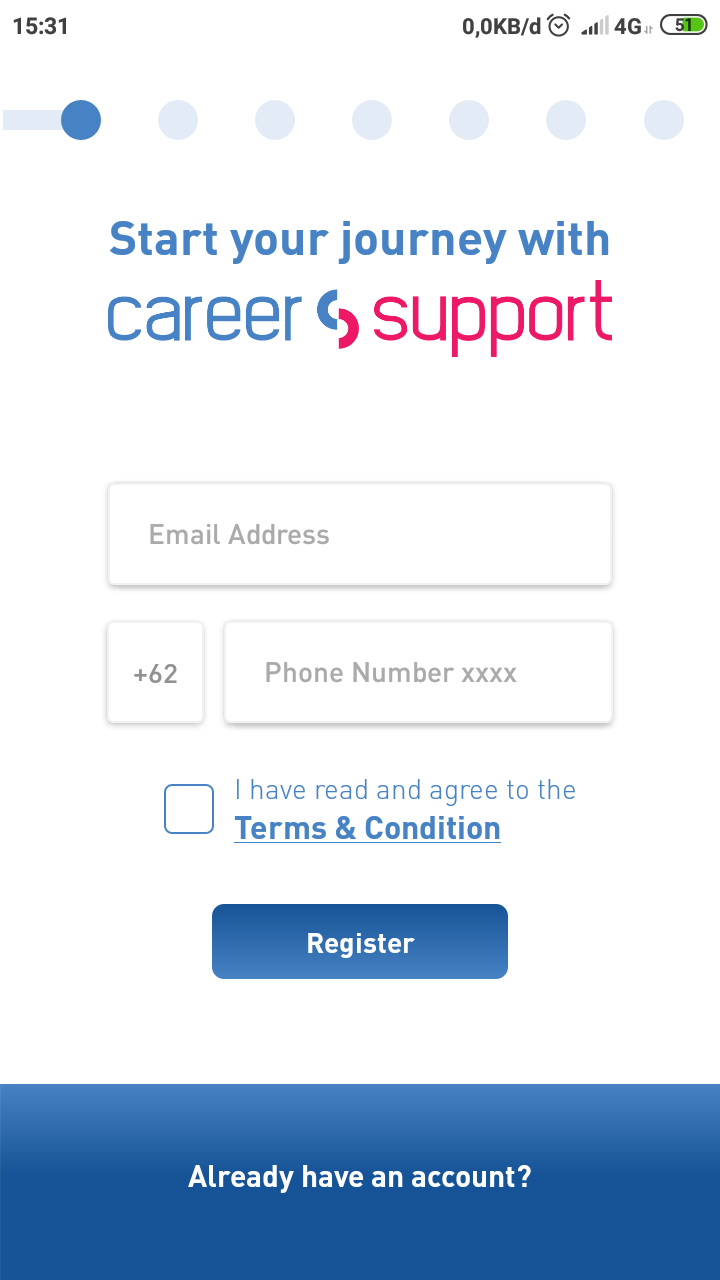 15:31 0,0KB/d 4G 51
Start your journey with
career support
Email Address
+62 Phone Number xxxx
I have read and agree to the
Terms & Condition
Register
Already have an account?